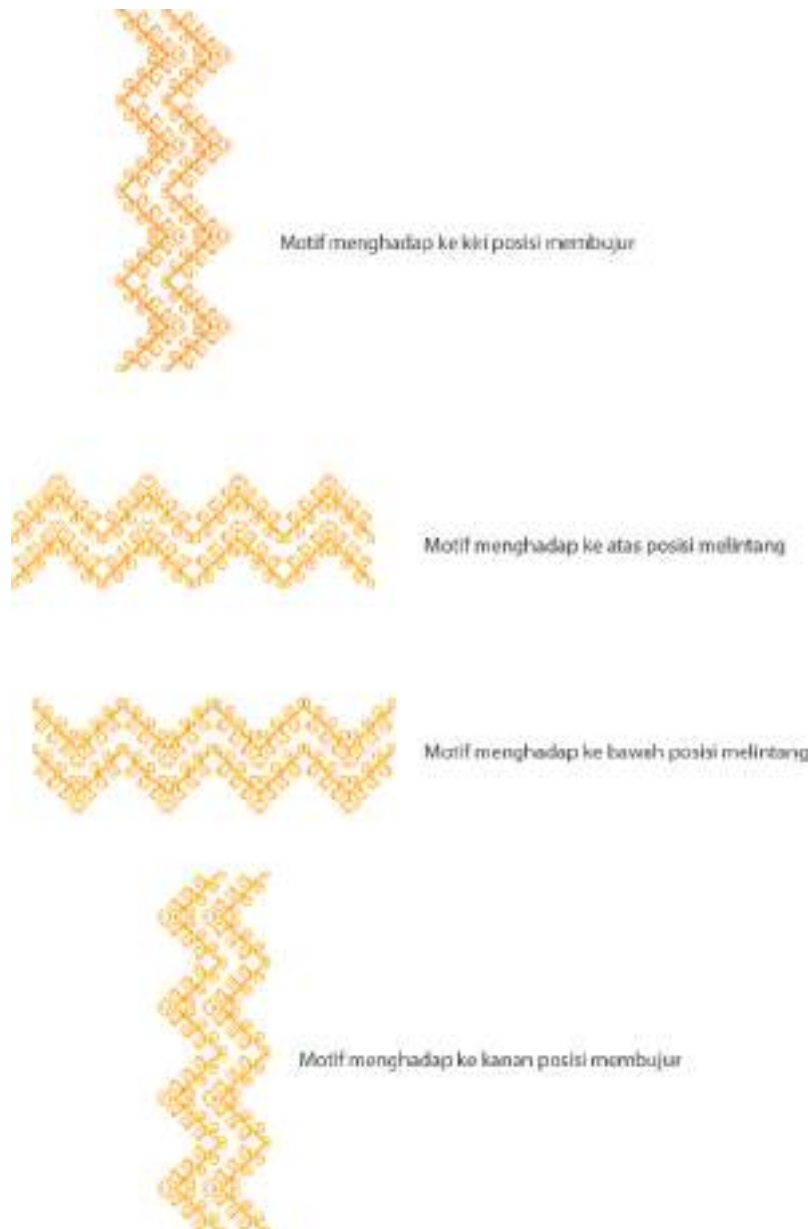 Motif menghadap ke kiri posisi membujur
Motif menghadap ke atas posisi melintang
Motif menghadap ke bawah posisi melintang
Motif menghadap ke kanan posisi membujur